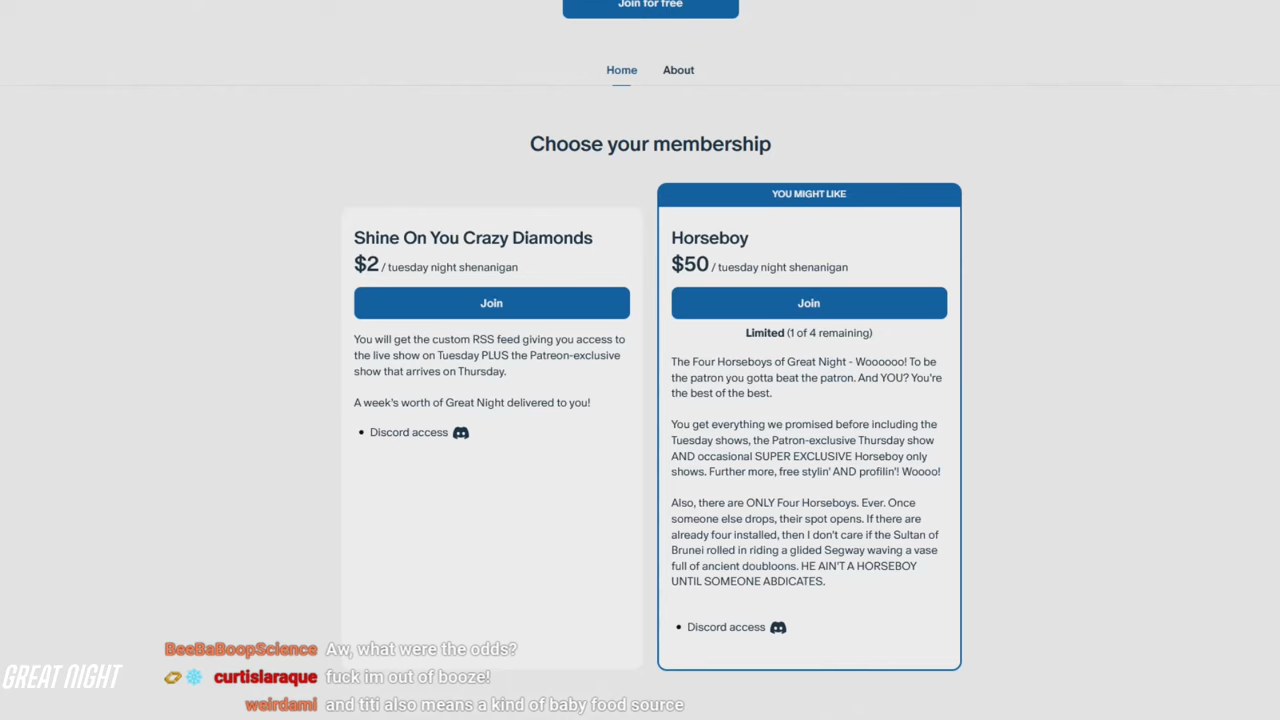 Join for free
Home About
Choose your membership
Shine On You Crazy Diamonds
$2 / tuesday night shenanigan
Join
You will get the custom RSS feed giving you access to
the live show on Tuesday PLUS the Patreon-exclusive
show that arrives on Thursday.
A week's worth of Great Night delivered to you!
• Discord access
YOU MIGHT LIKE
Horseboy
$50 / tuesday night shenanigan
Join
Limited (1 of 4 remaining)
The Four Horseboys of Great Night - Woooooo! To be
the patron you gotta beat the patron. And YOU? You're
the best of the best.
You get everything we promised before including the
Tuesday shows, the Patron-exclusive Thursday show
AND occasional SUPER EXCLUSIVE Horseboy only
shows. Further more, free stylin' AND profilin'! Woooo!
Also, there are ONLY Four Horseboys. Ever. Once
someone else drops, their spot opens. If there are
already four installed, then I don't care if the Sultan of
Brunei rolled in riding a glided Segway waving a vase
full of ancient doubloons. HE AIN'T A HORSEBOY
UNTIL SOMEONE ABDICATES.
• Discord access
BeeBaBoopScience Aw, what were the odds?
curtislaraque fuck im out of booze!
weirdami and titi also means a kind of baby food source
GREAT NIGHT